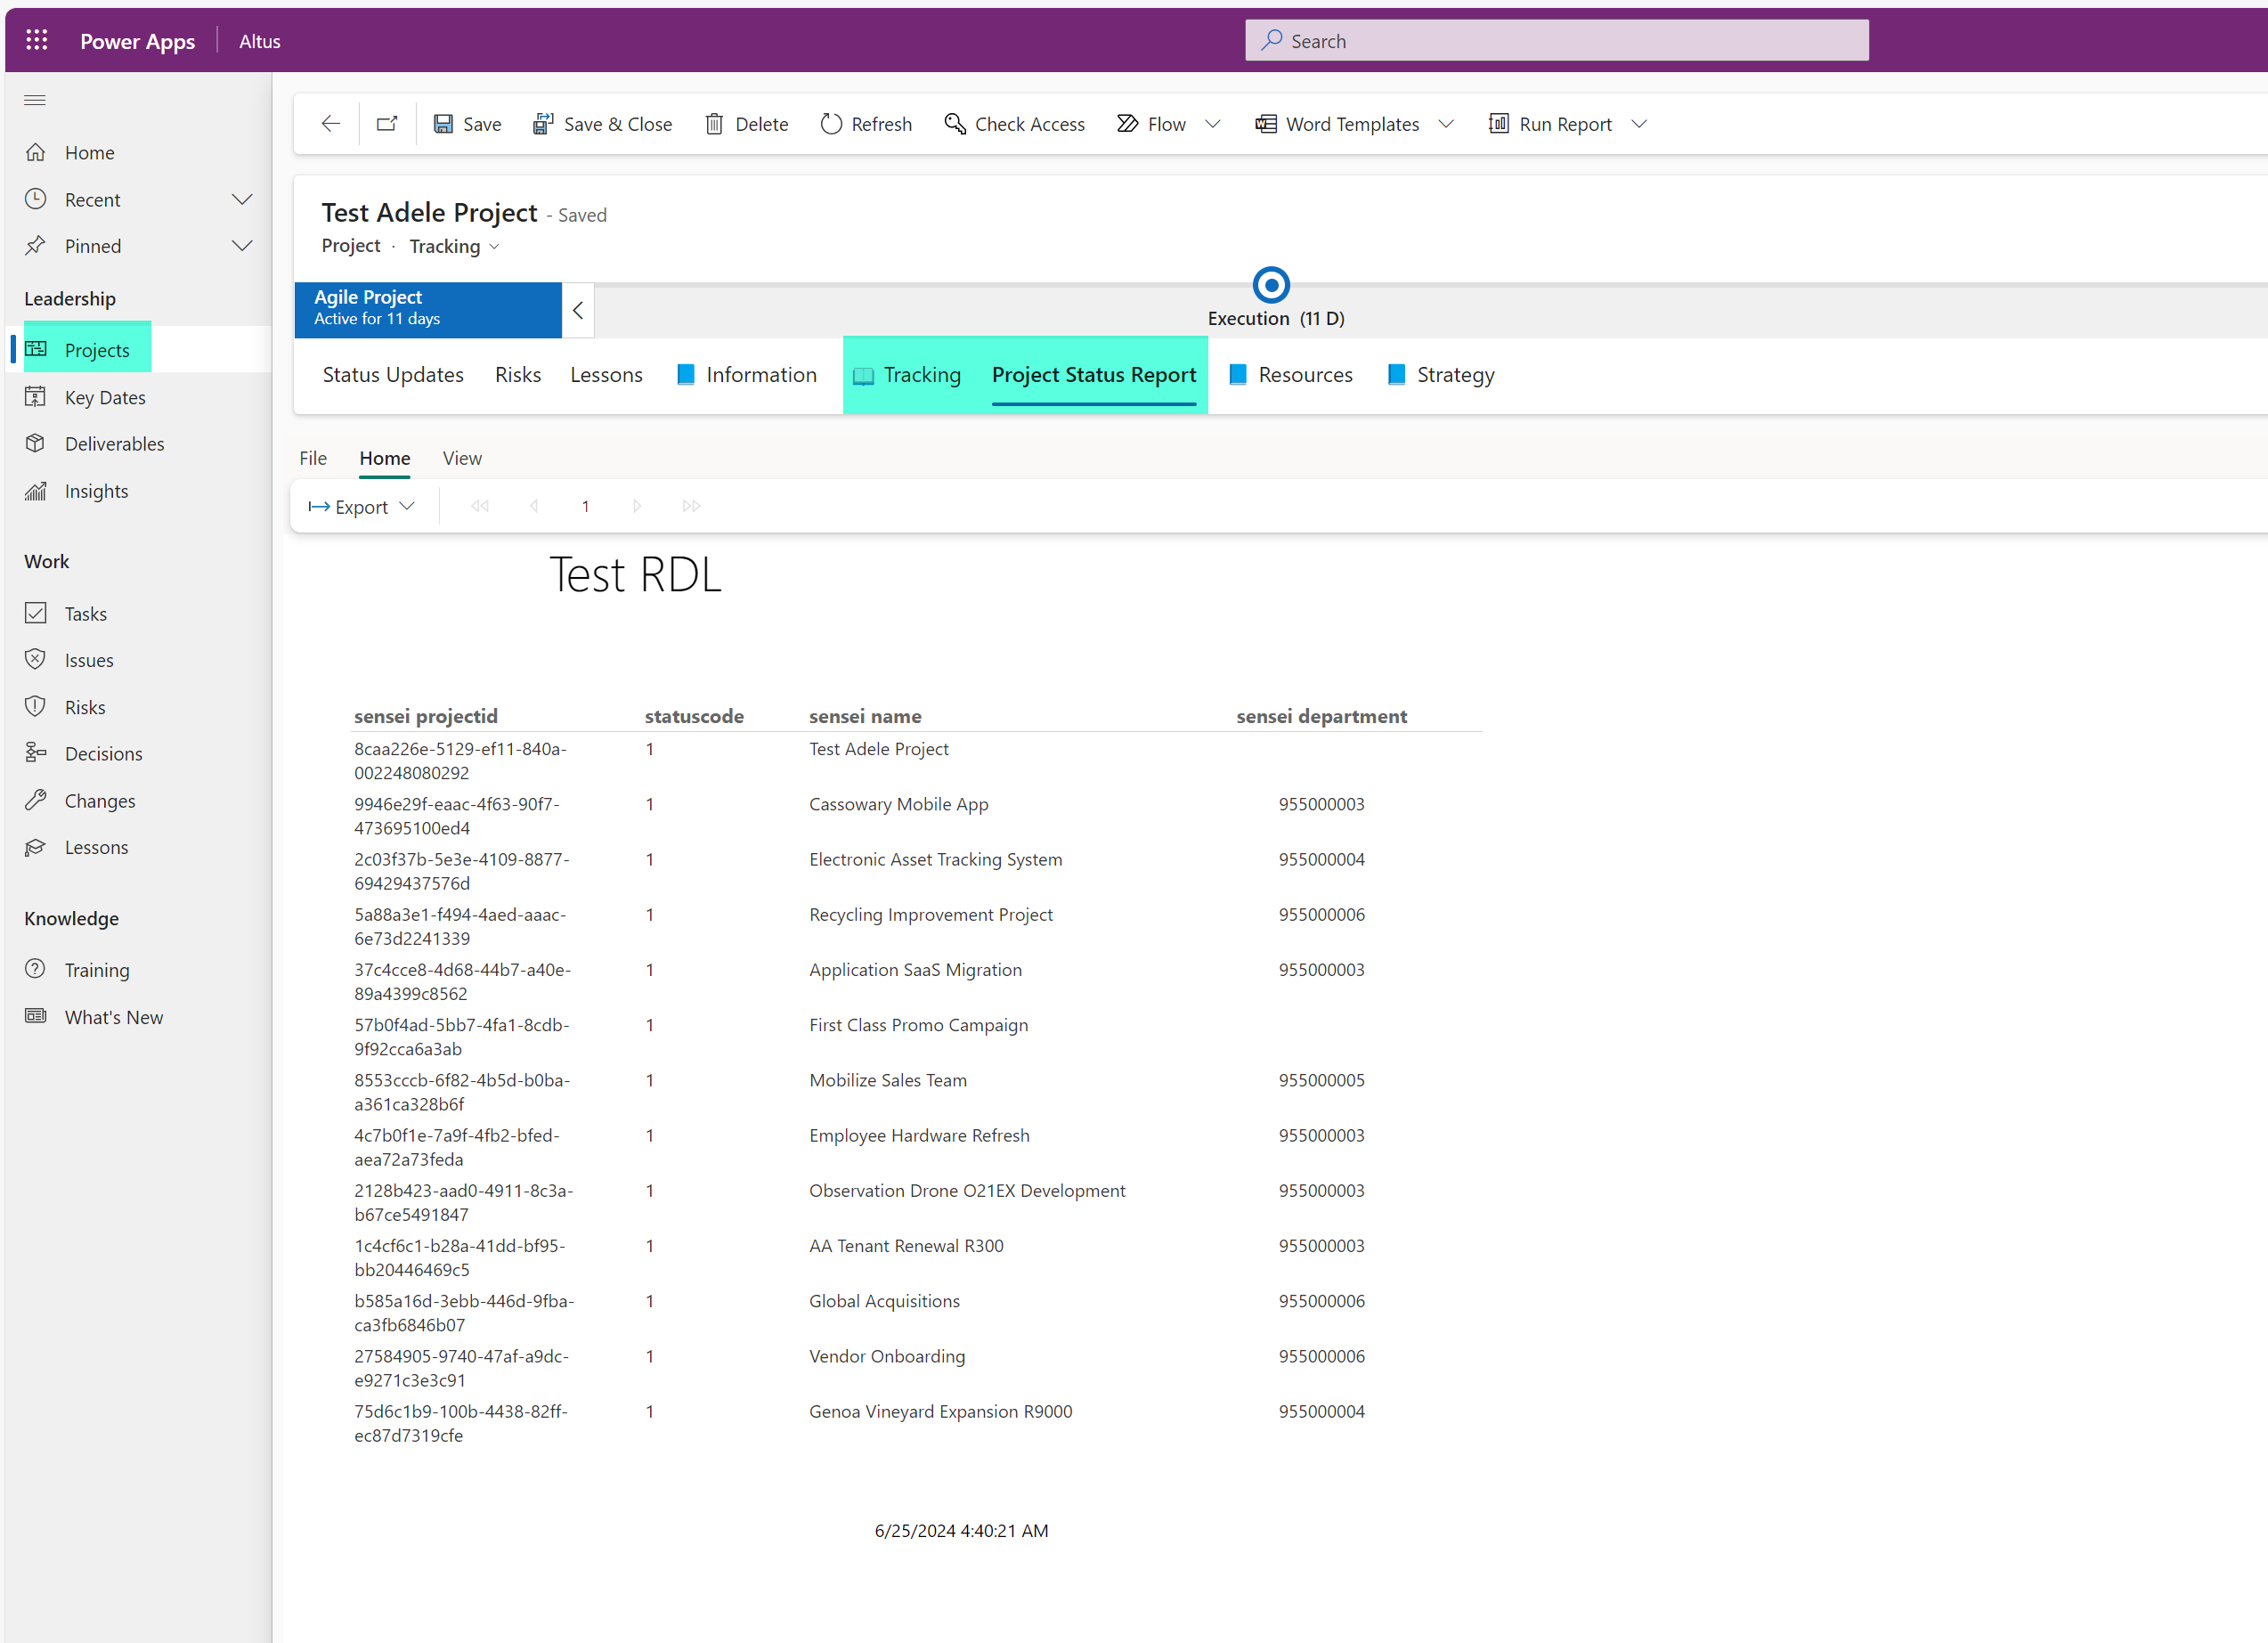 Power Apps Altus Search
Save Save & Close Delete Refresh Check Access Flow Word Templates Run Report
Home
Recent
Pinned
Leadership
Projects
Key Dates
Deliverables
Insights
Work
Tasks
Issues
Risks
Decisions
Changes
Lessons
Knowledge
Training
What's New
Test Adele Project - Saved
Project · Tracking
Agile Project
Active for 11 days
Execution (11 D)
Status Updates Risks Lessons Information Tracking Project Status Report Resources Strategy
File Home View
Export 1
Test RDL
sensei projectid statuscode sensei name sensei department
8caa226e-5129-ef11-840a- 1 Test Adele Project
002248080292
9946e29f-eaac-4f63-90f7- 1 Cassowary Mobile App 955000003
473695100ed4
2c03f37b-5e3e-4109-8877- 1 Electronic Asset Tracking System 955000004
69429437576d
5a88a3e1-f494-4aed-aaac- 1 Recycling Improvement Project 955000006
6e73d2241339
37c4cce8-4d68-44b7-a40e- 1 Application SaaS Migration 955000003
89a4399c8562
57b0f4ad-5bb7-4fa1-8cdb- 1 First Class Promo Campaign
9f92cca6a3ab
8553cccb-6f82-4b5d-b0ba- 1 Mobilize Sales Team 955000005
a361ca328b6f
4c7b0f1e-7a9f-4fb2-bfed- 1 Employee Hardware Refresh 955000003
aea72a73feda
2128b423-aad0-4911-8c3a- 1 Observation Drone O21EX Development 955000003
b67ce5491847
1c4cf6c1-b28a-41dd-bf95- 1 AA Tenant Renewal R300 955000003
bb20446469c5
b585a16d-3ebb-446d-9fba- 1 Global Acquisitions 955000006
ca3fb6846b07
27584905-9740-47af-a9dc- 1 Vendor Onboarding 955000006
e9271c3e3c91
75d6c1b9-100b-4438-82ff- 1 Genoa Vineyard Expansion R9000 955000004
ec87d7319cfe
6/25/2024 4:40:21 AM